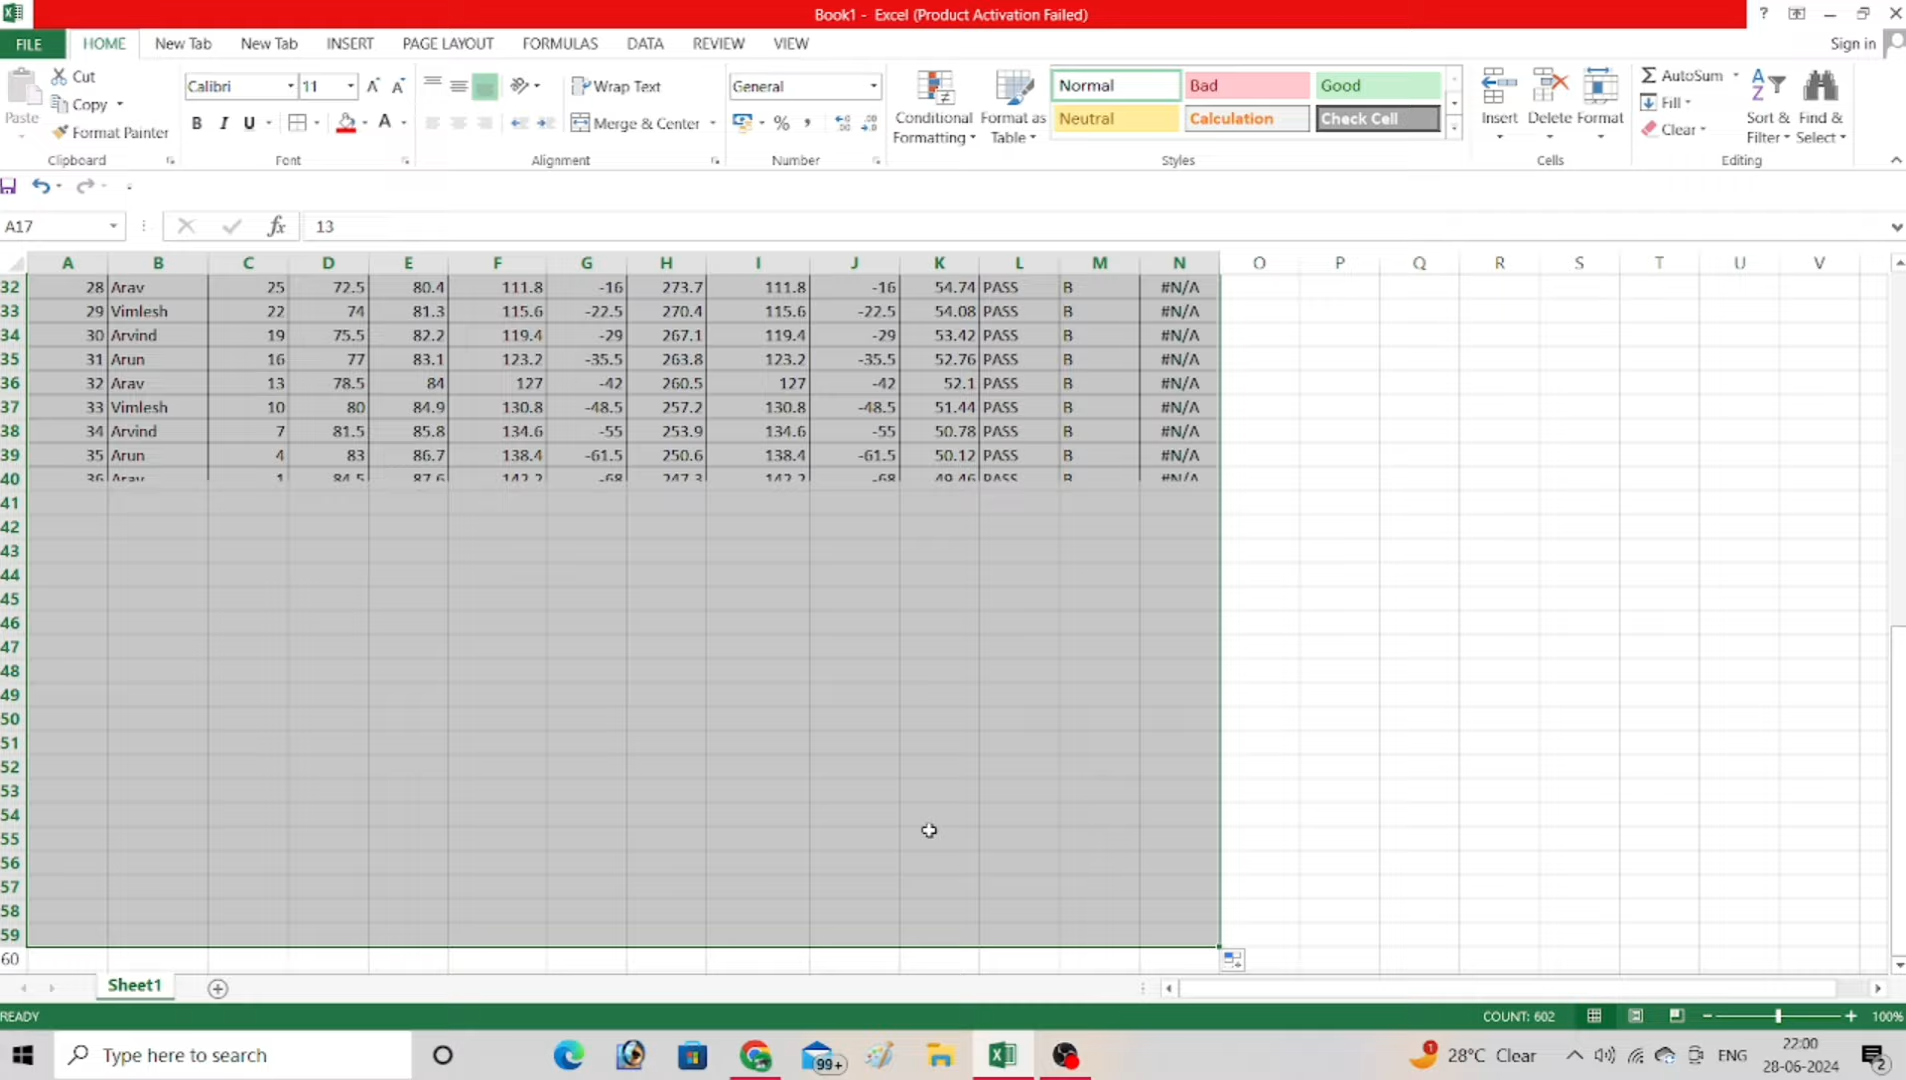 Book1 - Excel (Product Activation Failed)
?
FILE HOME New Tab New Tab INSERT PAGE LAYOUT FORMULAS DATA REVIEW VIEW Sign in
Paste Cut Copy Format Painter Clipboard
Calibri 11 A A B I U A Font
Wrap Text Merge & Center Alignment
General % , Number
Conditional Formatting Format as Table
Normal Bad Good
Neutral Calculation Check Cell
Styles
Insert Delete Format Cells
AutoSum Fill Clear Sort & Filter Find & Select Editing
A17 fx 13
A B C D E F G H I J K L M N O P Q R S T U V
32 28 Arav 25 72.5 80.4 111.8 -16 273.7 111.8 -16 54.74 PASS B #N/A
33 29 Vimlesh 22 74 81.3 115.6 -22.5 270.4 115.6 -22.5 54.08 PASS B #N/A
34 30 Arvind 19 75.5 82.2 119.4 -29 267.1 119.4 -29 53.42 PASS B #N/A
35 31 Arun 16 77 83.1 123.2 -35.5 263.8 123.2 -35.5 52.76 PASS B #N/A
36 32 Arav 13 78.5 84 127 -42 260.5 127 -42 52.1 PASS B #N/A
37 33 Vimlesh 10 80 84.9 130.8 -48.5 257.2 130.8 -48.5 51.44 PASS B #N/A
38 34 Arvind 7 81.5 85.8 134.6 -55 253.9 134.6 -55 50.78 PASS B #N/A
39 35 Arun 4 83 86.7 138.4 -61.5 250.6 138.4 -61.5 50.12 PASS B #N/A
40 36 Arav 1 84.5 87.6 142.2 -68 247.3 142.2 -68 49.46 PASS B #N/A
41
42
43
44
45
46
47
48
49
50
51
52
53
54
55
56
57
58
59
60
Sheet1
READY COUNT: 602 100%
Type here to search 99+ 28°C Clear ENG 22:00
28-06-2024 2